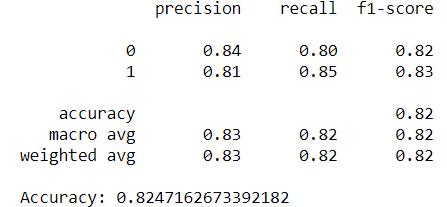 precision recall f1-score
0 0.84 0.80 0.82
1 0.81 0.85 0.83
accuracy 0.82
macro avg 0.83 0.82 0.82
weighted avg 0.83 0.82 0.82
Accuracy: 0.8247162673392182